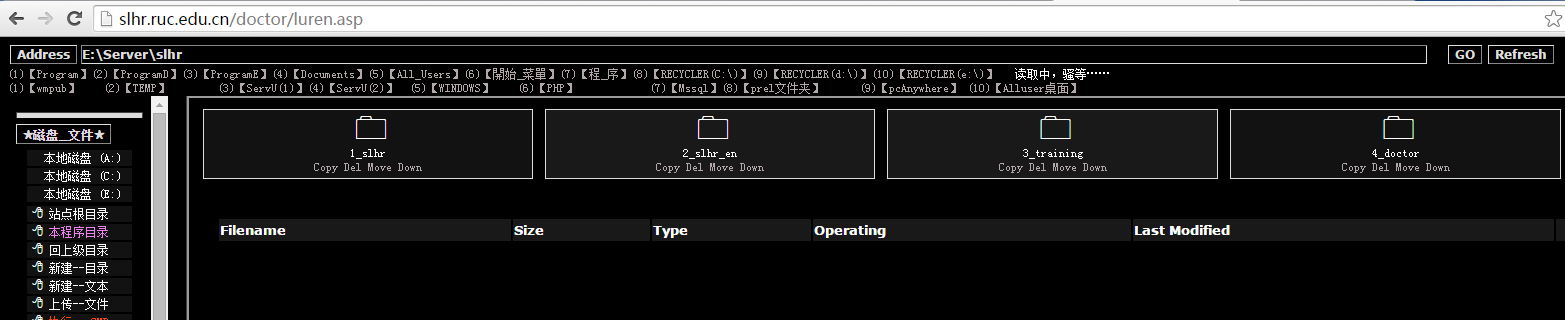 slhr.ruc.edu.cn/doctor/luren.asp
Address E:\Server\slhr GO Refresh
(1)【Program】 (2)【ProgramD】 (3)【ProgramE】 (4)【Documents】 (5)【All_Users】 (6)【開始_菜單】 (7)【程_序】 (8)【RECYCLER(C:\)】 (9)【RECYCLER(d:\)】 (10)【RECYCLER(e:\)】 读取中,骚等……
(1)【wmpub】 (2)【TEMP】 (3)【ServU(1)】 (4)【ServU(2)】 (5)【WINDOWS】 (6)【PHP】 (7)【Mssql】 (8)【prel文件夹】 (9)【pcAnywhere】 (10)【Alluser桌面】
★磁盘__文件★
本地磁盘 (A:)
本地磁盘 (C:)
本地磁盘 (E:)
站点根目录
本程序目录
回上级目录
新建--目录
新建--文本
上传--文件
1_slhr
Copy Del Move Down
2_slhr_en
Copy Del Move Down
3_training
Copy Del Move Down
4_doctor
Copy Del Move Down
Filename Size Type Operating Last Modified